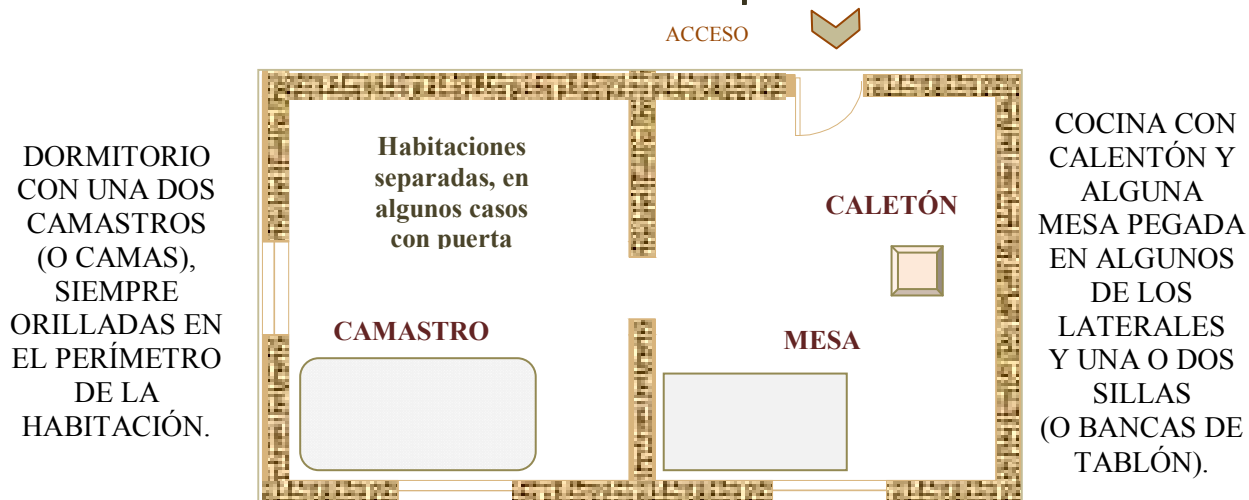 ACCESO
DORMITORIO
CON UNA DOS
CAMASTROS
(O CAMAS),
SIEMPRE
ORILLADAS EN
EL PERÍMETRO
DE LA
HABITACIÓN.
Habitaciones
separadas, en
algunos casos
con puerta
CAMASTRO
CALETÓN
MESA
COCINA CON
CALENTÓN Y
ALGUNA
MESA PEGADA
EN ALGUNOS
DE LOS
LATERALES
Y UNA O DOS
SILLAS
(O BANCAS DE
TABLÓN).